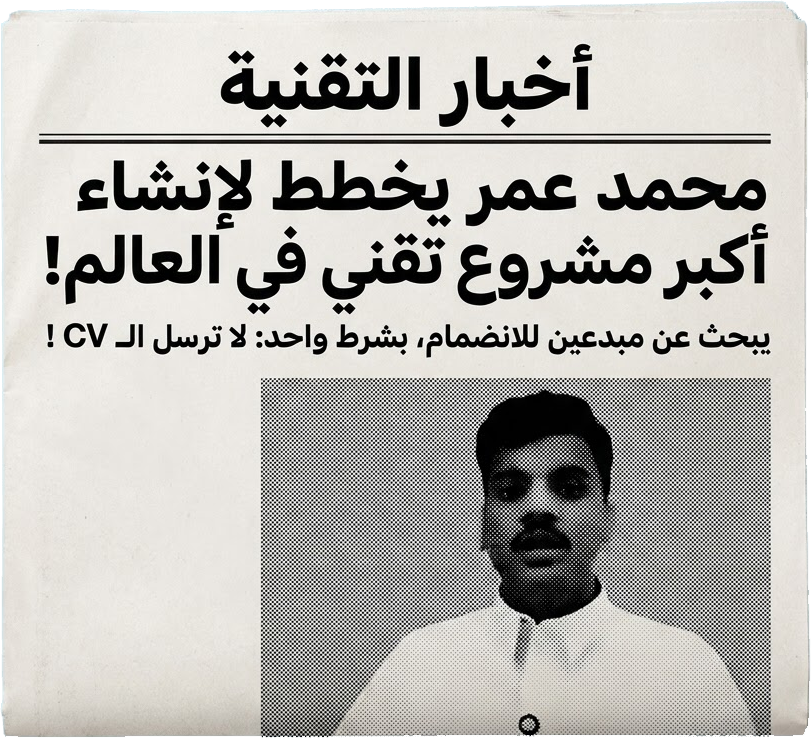 أخبار التقنية
محمد عمر يخطط لإنشاء
أكبر مشروع تقني في العالم!
يبحث عن مبدعين للانضمام، بشرط واحد: لا ترسل الـ CV !